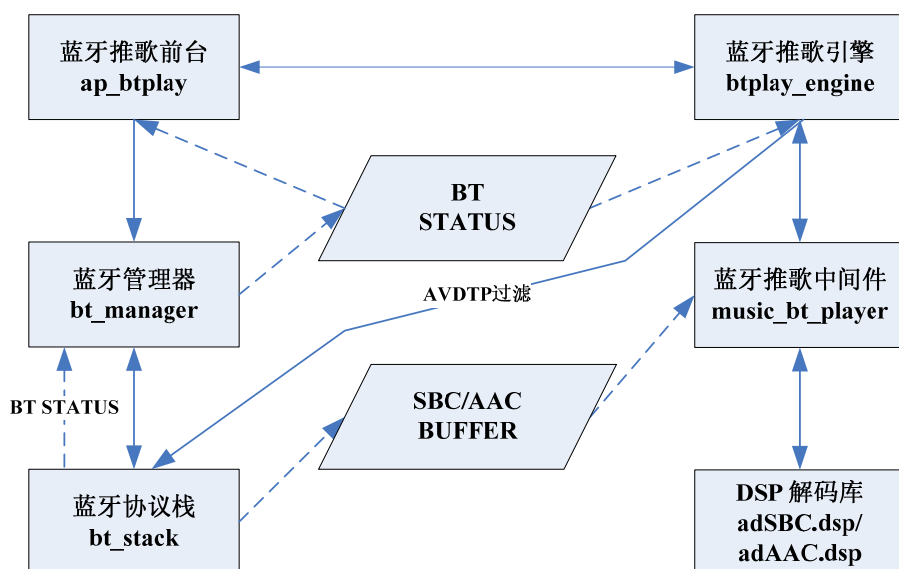 蓝牙推歌前台
ap_btplay
蓝牙推歌引擎
btplay_engine
BT
STATUS
蓝牙管理器
bt_manager
AVDTP过滤
蓝牙推歌中间件
music_bt_player
BT STATUS
SBC/AAC
BUFFER
蓝牙协议栈
bt_stack
DSP 解码库
adSBC.dsp/
adAAC.dsp